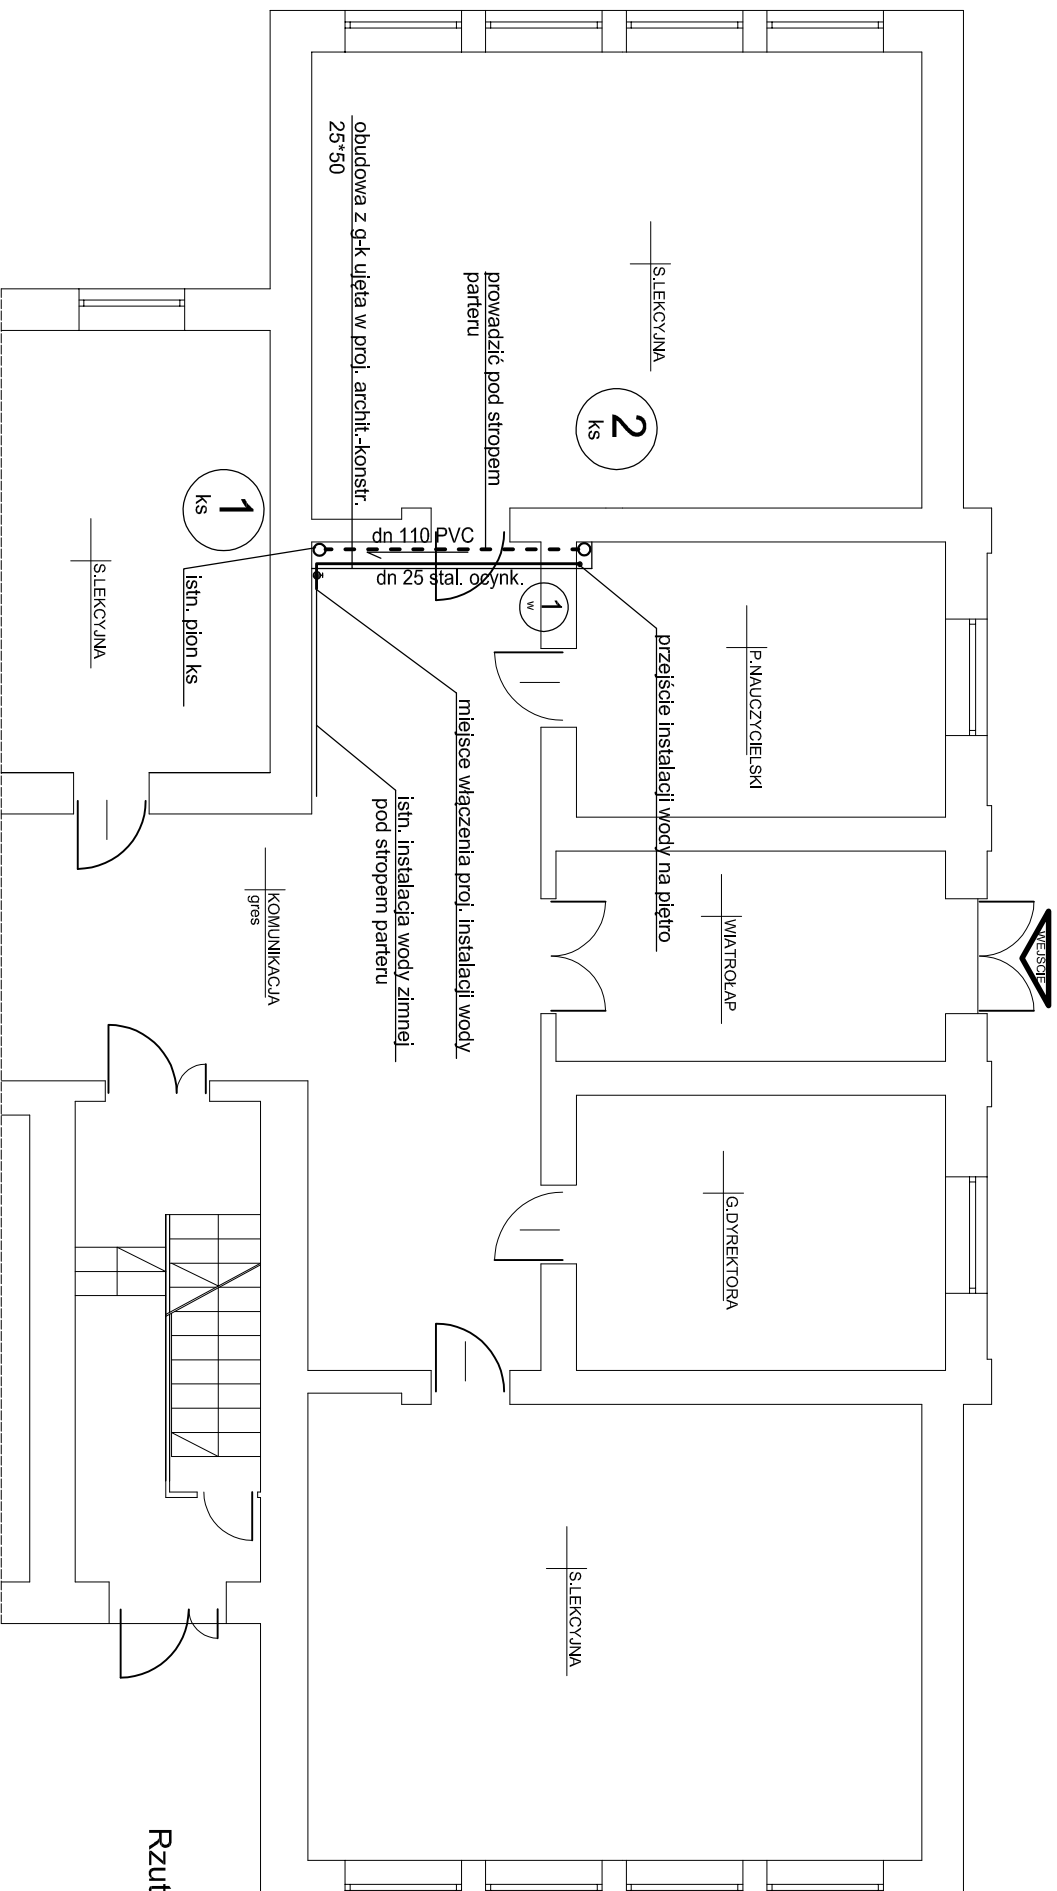 WEJŚCIE
S.LEKCYJNA
P.NAUCZYCIELSKI
WIATROŁAP
G.DYREKTORA
2
ks
przejście instalacji wody na piętro
S.LEKCYJNA
prowadzić pod stropem
parteru
1
w
dn 110 PVC
dn 25 stal. ocynk.
miejsce włączenia proj. instalacji wody
istn. instalacja wody zimnej
pod stropem parteru
obudowa z g-k ujęta w proj. archit.-konstr.
25*50
KOMUNIKACJA
gres
1
ks
istn. pion ks
S.LEKCYJNA
Rzut